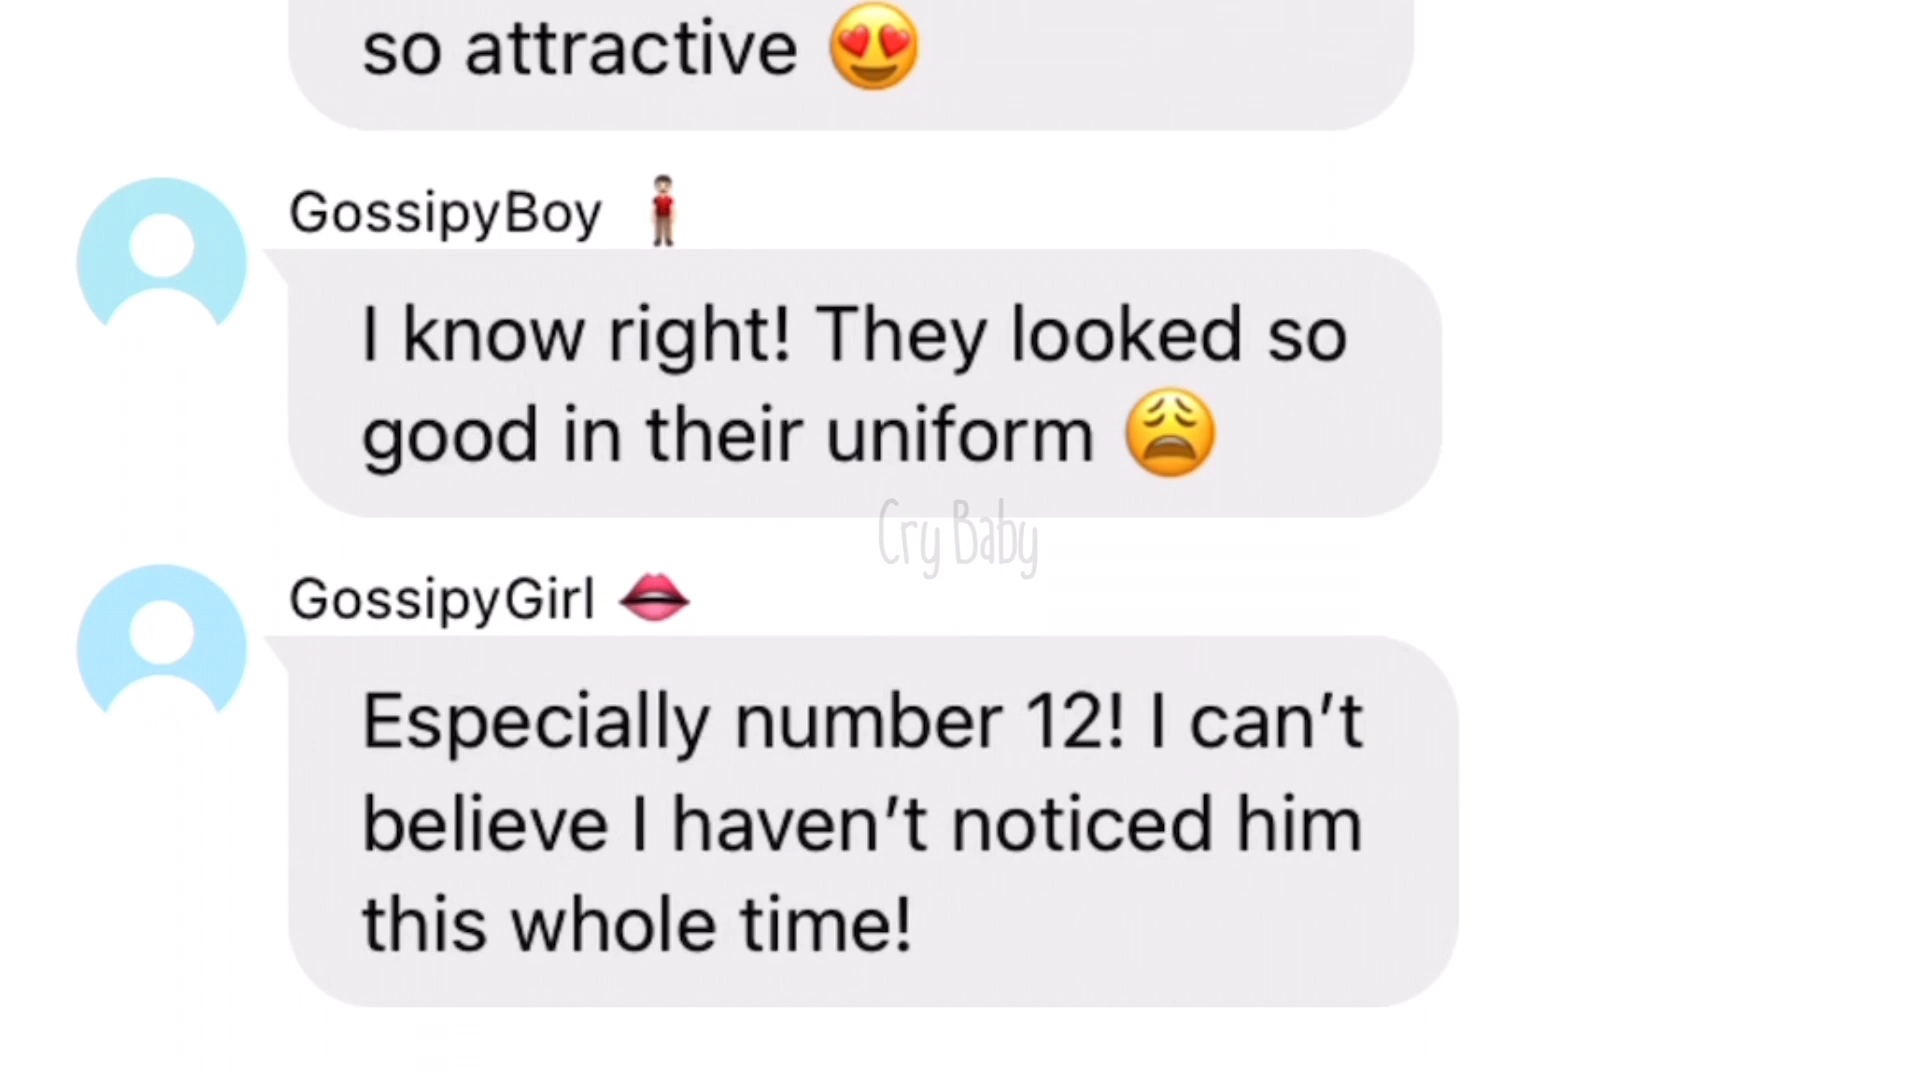 so attractive 😍
GossipyBoy 🧍🏻‍♂️
I know right! They looked so
good in their uniform 😩
Cry Baby
GossipyGirl 👄
Especially number 12! I can’t
believe I haven’t noticed him
this whole time!